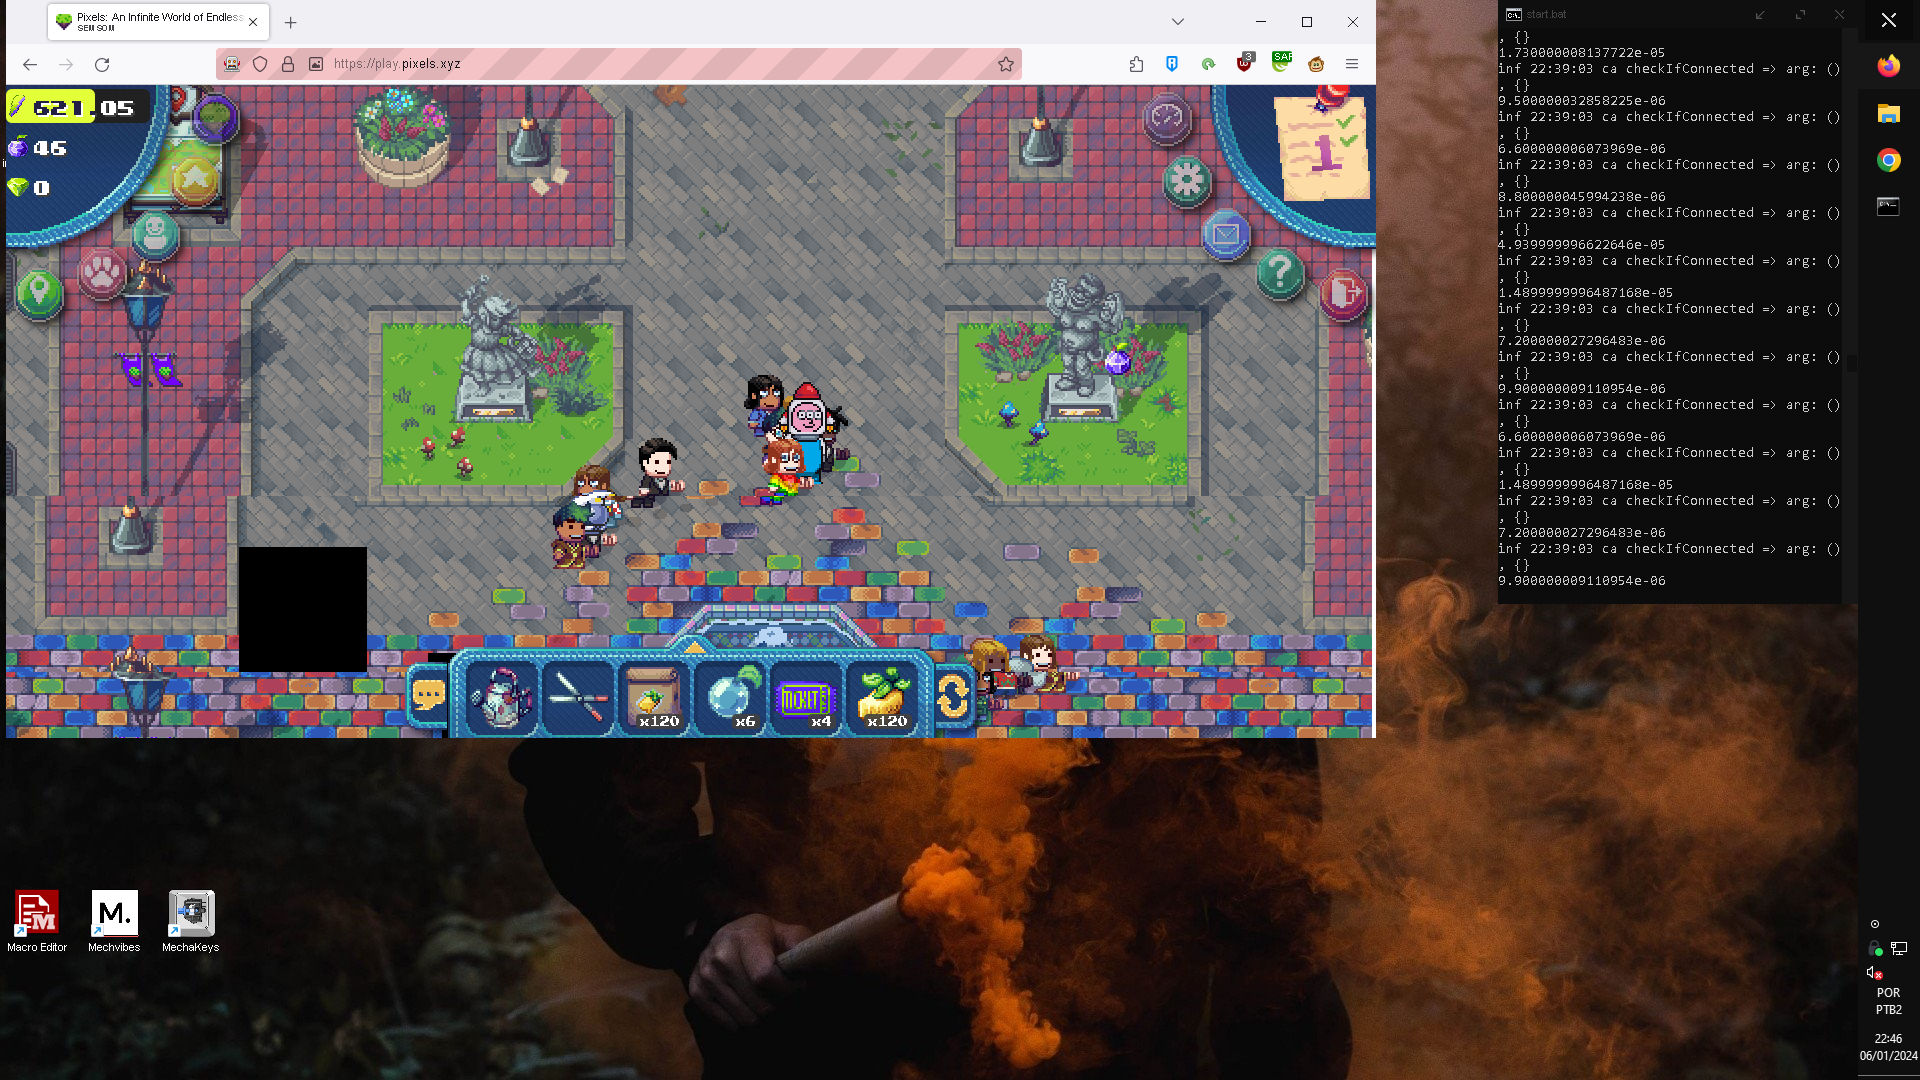 Pixels: An Infinite World of Endless
SEM SOM
https://play.pixels.xyz
3
SAF
621.05
46
0
1
x120
x6
x4
x120
start.bat
, {}
1.730000008137722e-05
inf 22:39:03 ca checkIfConnected => arg: ()
, {}
9.500000032858225e-06
inf 22:39:03 ca checkIfConnected => arg: ()
, {}
6.600000006073969e-06
inf 22:39:03 ca checkIfConnected => arg: ()
, {}
8.800000045994238e-06
inf 22:39:03 ca checkIfConnected => arg: ()
, {}
4.939999996622646e-05
inf 22:39:03 ca checkIfConnected => arg: ()
, {}
1.4899999996487168e-05
inf 22:39:03 ca checkIfConnected => arg: ()
, {}
7.200000027296483e-06
inf 22:39:03 ca checkIfConnected => arg: ()
, {}
9.900000009110954e-06
inf 22:39:03 ca checkIfConnected => arg: ()
, {}
6.600000006073969e-06
inf 22:39:03 ca checkIfConnected => arg: ()
, {}
1.4899999996487168e-05
inf 22:39:03 ca checkIfConnected => arg: ()
, {}
7.200000027296483e-06
inf 22:39:03 ca checkIfConnected => arg: ()
, {}
9.900000009110954e-06
M.
Macro Editor
Mechvibes
MechaKeys
POR
PTB2
22:46
06/01/2024